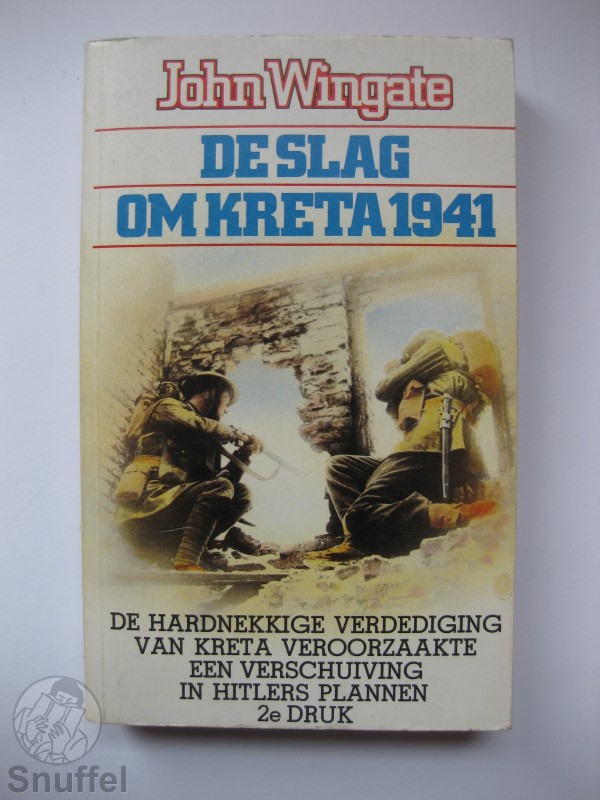 John Wingate
DE SLAG
OM KRETA 1941
DE HARDNEKKIGE VERDEDIGING
VAN KRETA VEROORZAAKTE
EEN VERSCHUIVING
IN HITLERS PLANNEN
2e DRUK
Snuffel